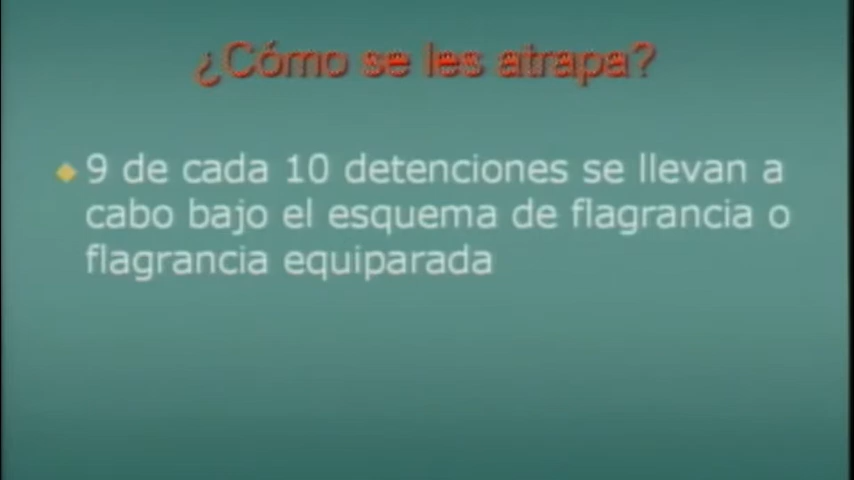 ¿Cómo se les atrapa?
9 de cada 10 detenciones se llevan a
cabo bajo el esquema de flagrancia o
flagrancia equiparada